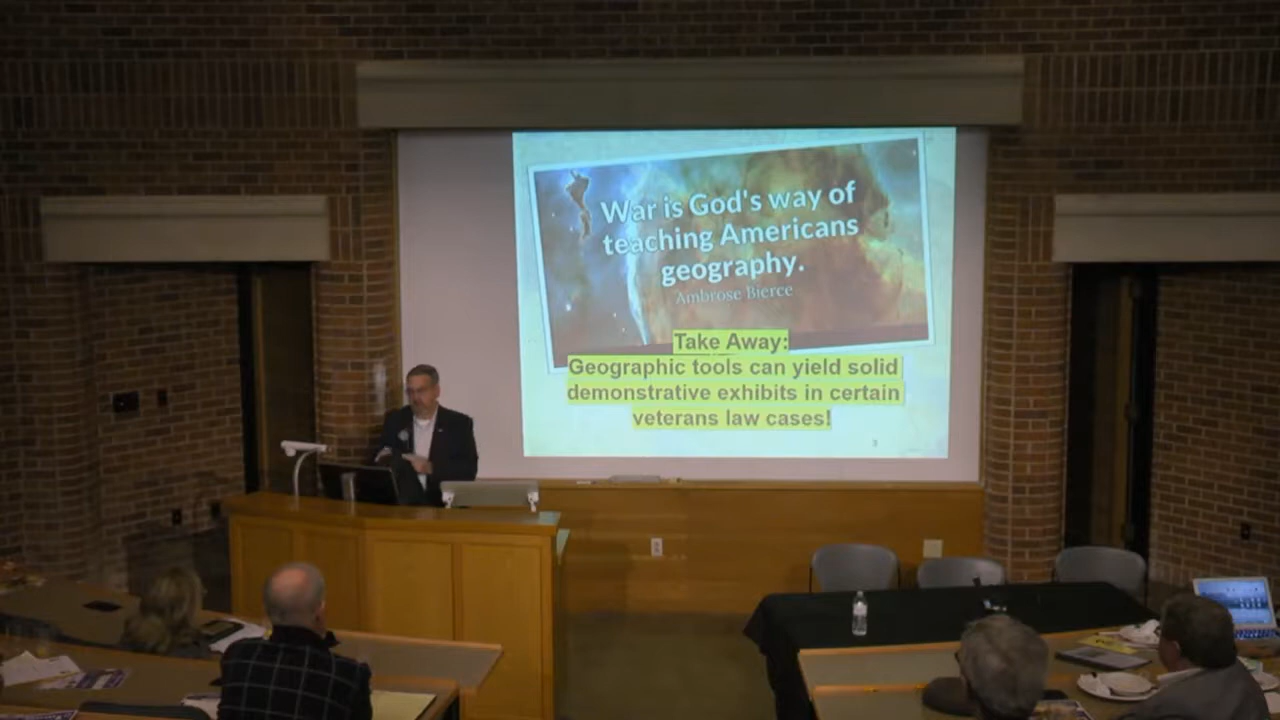 War is God's way of
teaching Americans
geography.
Ambrose Bierce
Take Away:
Geographic tools can yield solid
demonstrative exhibits in certain
veterans law cases!
3